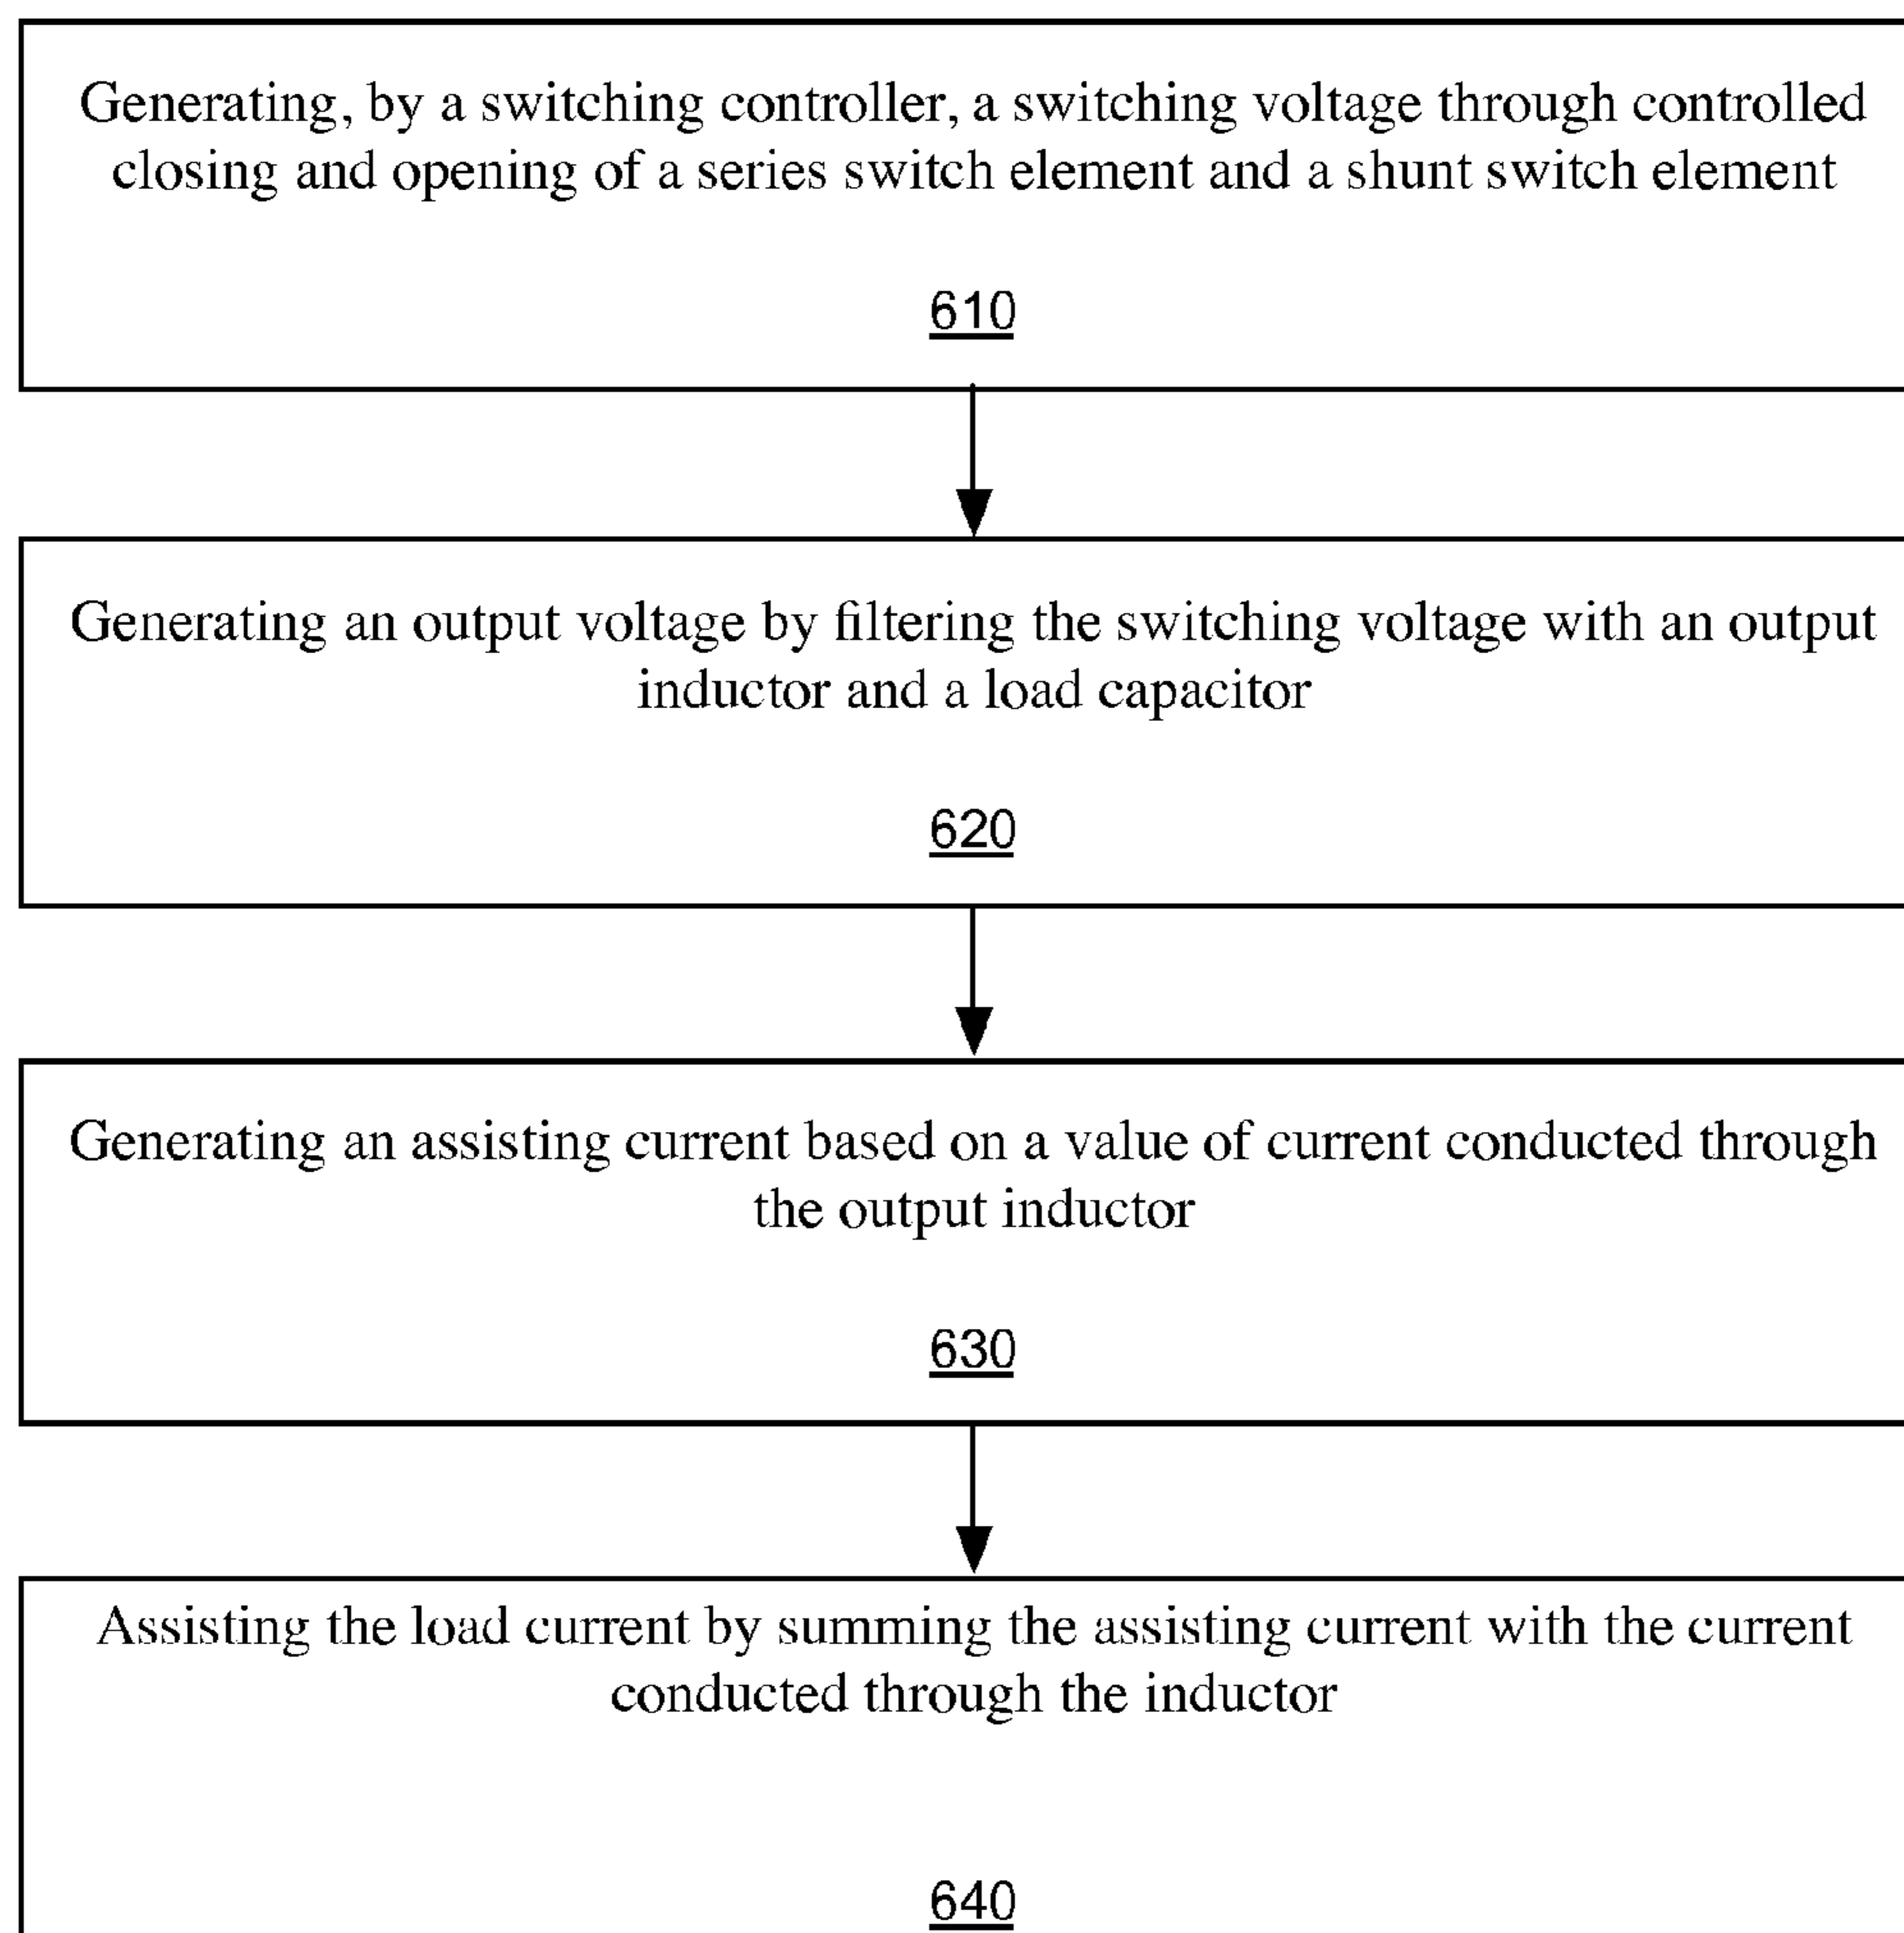 Generating, by a switching controller, a switching voltage through controlled
closing and opening of a series switch element and a shunt switch element
610
Generating an output voltage by filtering the switching voltage with an output
inductor and a load capacitor
620
Generating an assisting current based on a value of current conducted through
the output inductor
630
Assisting the load current by summing the assisting current with the current
conducted through the inductor
640